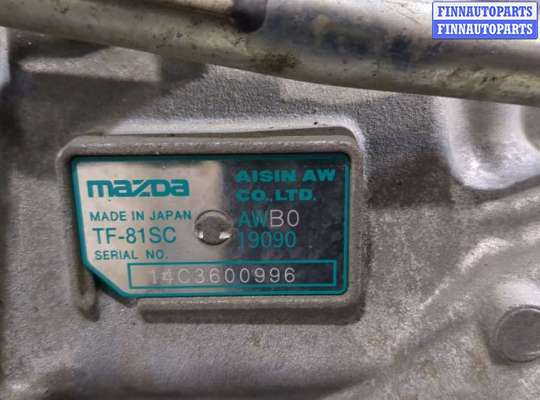 FINNAUTOPARTS
FINNAUTOPARTS
mazda
MADE IN JAPAN
TF-81SC
SERIAL NO.
AISIN AW
CO.,LTD.
AWB0
19090
14C3600996